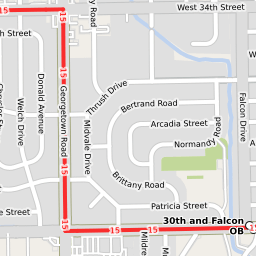 West 34th Street
15
h Street
ry Road
15
Thrush Drive
Bertrand Road
Arcadia Street
Normandy Road
Falcon Drive
Donald Avenue
Welch Drive
Georgetown Road
Midvale Drive
15
Brittany Road
Patricia Street
e Street
30th and Falcon
OB
15
15
15